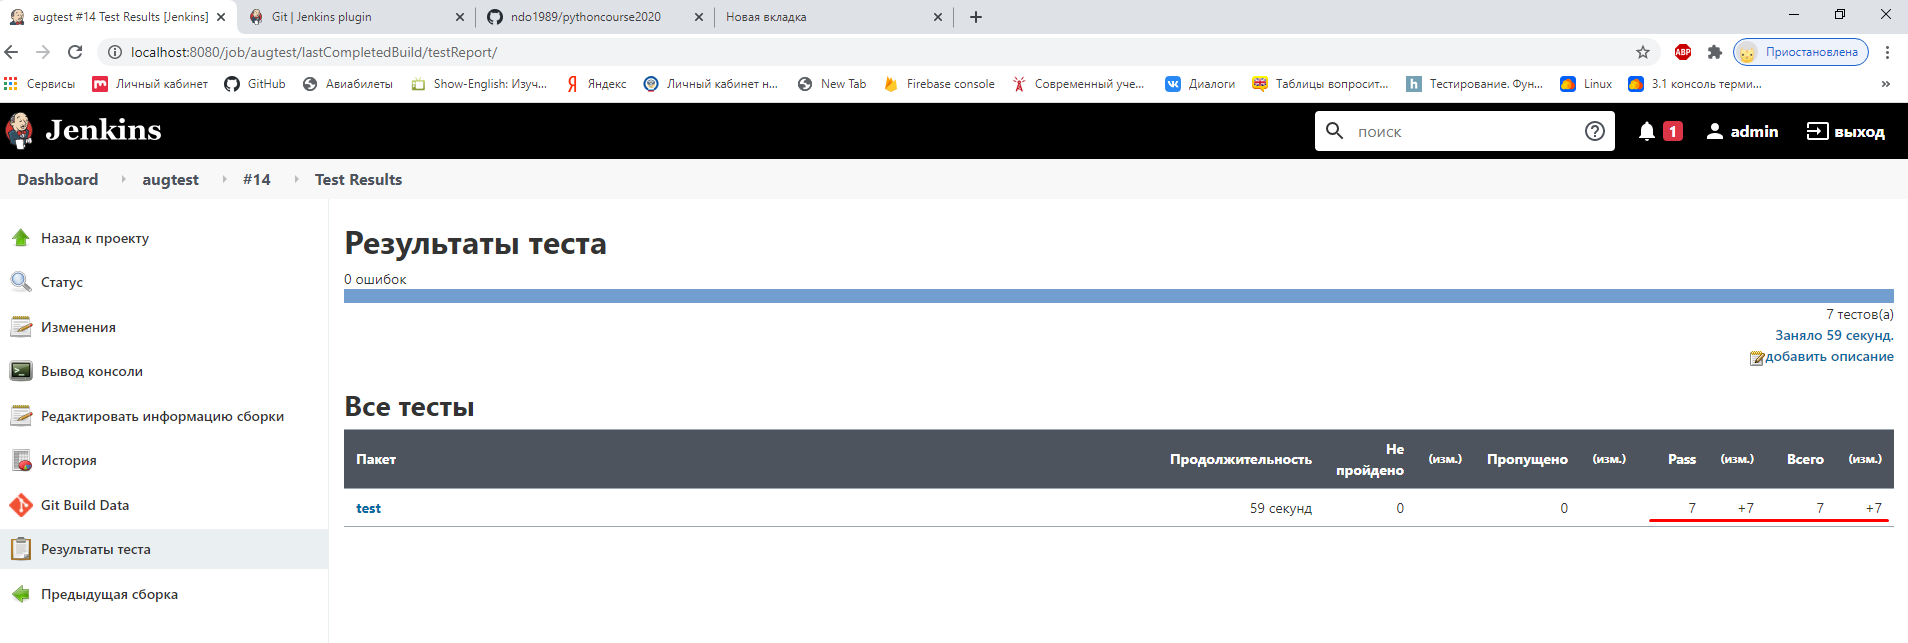 augtest #14 Test Results [Jenkins]
Git | Jenkins plugin
ndo1989/pythoncourse2020
Новая вкладка
localhost:8080/job/augtest/lastCompletedBuild/testReport/
ABP
Приостановлена
Сервисы
Личный кабинет
GitHub
Авиабилеты
Show-English: Изуч...
Яндекс
Личный кабинет н...
New Tab
Firebase console
Современный уче...
Диалоги
Таблицы вопросит...
Тестирование. Фун...
Linux
3.1 консоль терми...
»
Jenkins
поиск
1
admin
выход
Dashboard
augtest
#14
Test Results
Назад к проекту
Статус
Изменения
Вывод консоли
Редактировать информацию сборки
История
Git Build Data
Результаты теста
Предыдущая сборка
Результаты теста
0 ошибок
7 тестов(а)
Заняло 59 секунд.
добавить описание
Все тесты
Пакет Продолжительность Не пройдено (изм.) Пропущено (изм.) Pass (изм.) Всего (изм.)
test 59 секунд 0 0 7 +7 7 +7